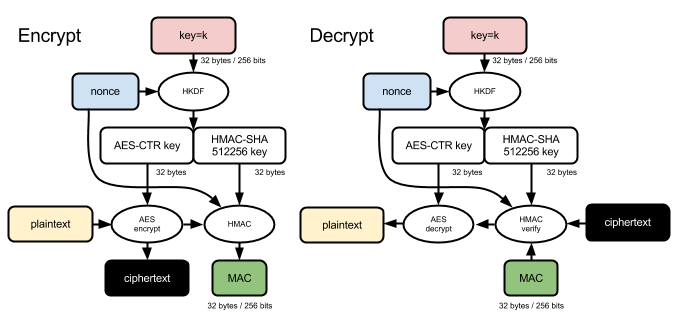 Encrypt
key=k
32 bytes / 256 bits
nonce
HKDF
AES-CTR key
HMAC-SHA
512256 key
32 bytes
32 bytes
plaintext
AES
encrypt
HMAC
ciphertext
MAC
32 bytes / 256 bits
Decrypt
key=k
32 bytes / 256 bits
nonce
HKDF
AES-CTR key
HMAC-SHA
512256 key
32 bytes
32 bytes
plaintext
AES
decrypt
HMAC
verify
ciphertext
MAC
32 bytes / 256 bits